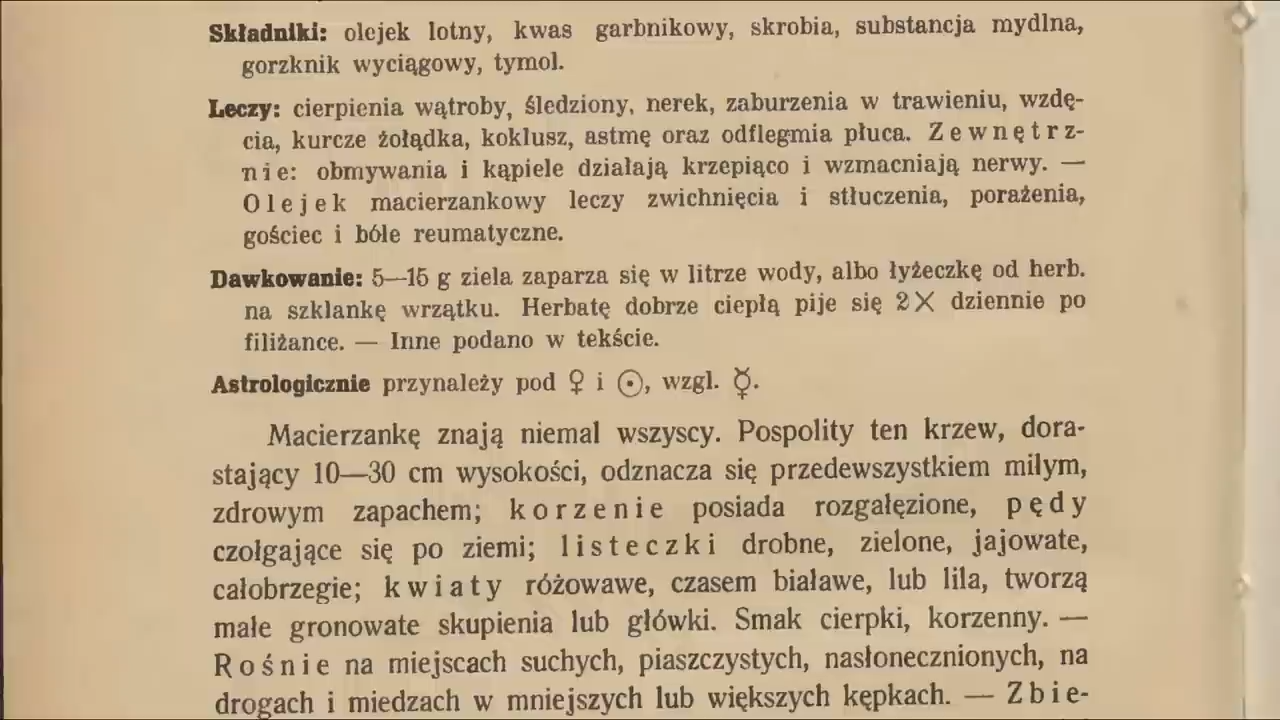 Składniki: olejek lotny, kwas garbnikowy, skrobia, substancja mydlna,
gorzknik wyciągowy, tymol.
Leczy: cierpienia wątroby, śledziony, nerek, zaburzenia w trawieniu, wzdę-
cia, kurcze żołądka, koklusz, astmę oraz odflegmia płuca. Zewnętrz-
nie: obmywania i kąpiele działają krzepiąco i wzmacniają nerwy. —
Olejek macierzankowy leczy zwichnięcia i stłuczenia, porażenia,
gościec i bóle reumatyczne.
Dawkowanie: 5—15 g ziela zaparza się w litrze wody, albo łyżeczkę od herb.
na szklankę wrzątku. Herbatę dobrze ciepłą pije się 2× dziennie po
filiżance. — Inne podano w tekście.
Astrologicznie przynależy pod ♀ i ☉, wzgl. ☿.
Macierzankę znają niemal wszyscy. Pospolity ten krzew, dora-
stający 10—30 cm wysokości, odznacza się przedewszystkiem miłym,
zdrowym zapachem; korzenie posiada rozgałęzione, pędy
czołgające się po ziemi; listeczki drobne, zielone, jajowate,
całobrzegie; kwiaty różowawe, czasem białawe, lub lila, tworzą
małe gronowate skupienia lub główki. Smak cierpki, korzenny. —
Rośnie na miejscach suchych, piaszczystych, nasłonecznionych, na
drogach i miedzach w mniejszych lub większych kępkach. — Zbie-